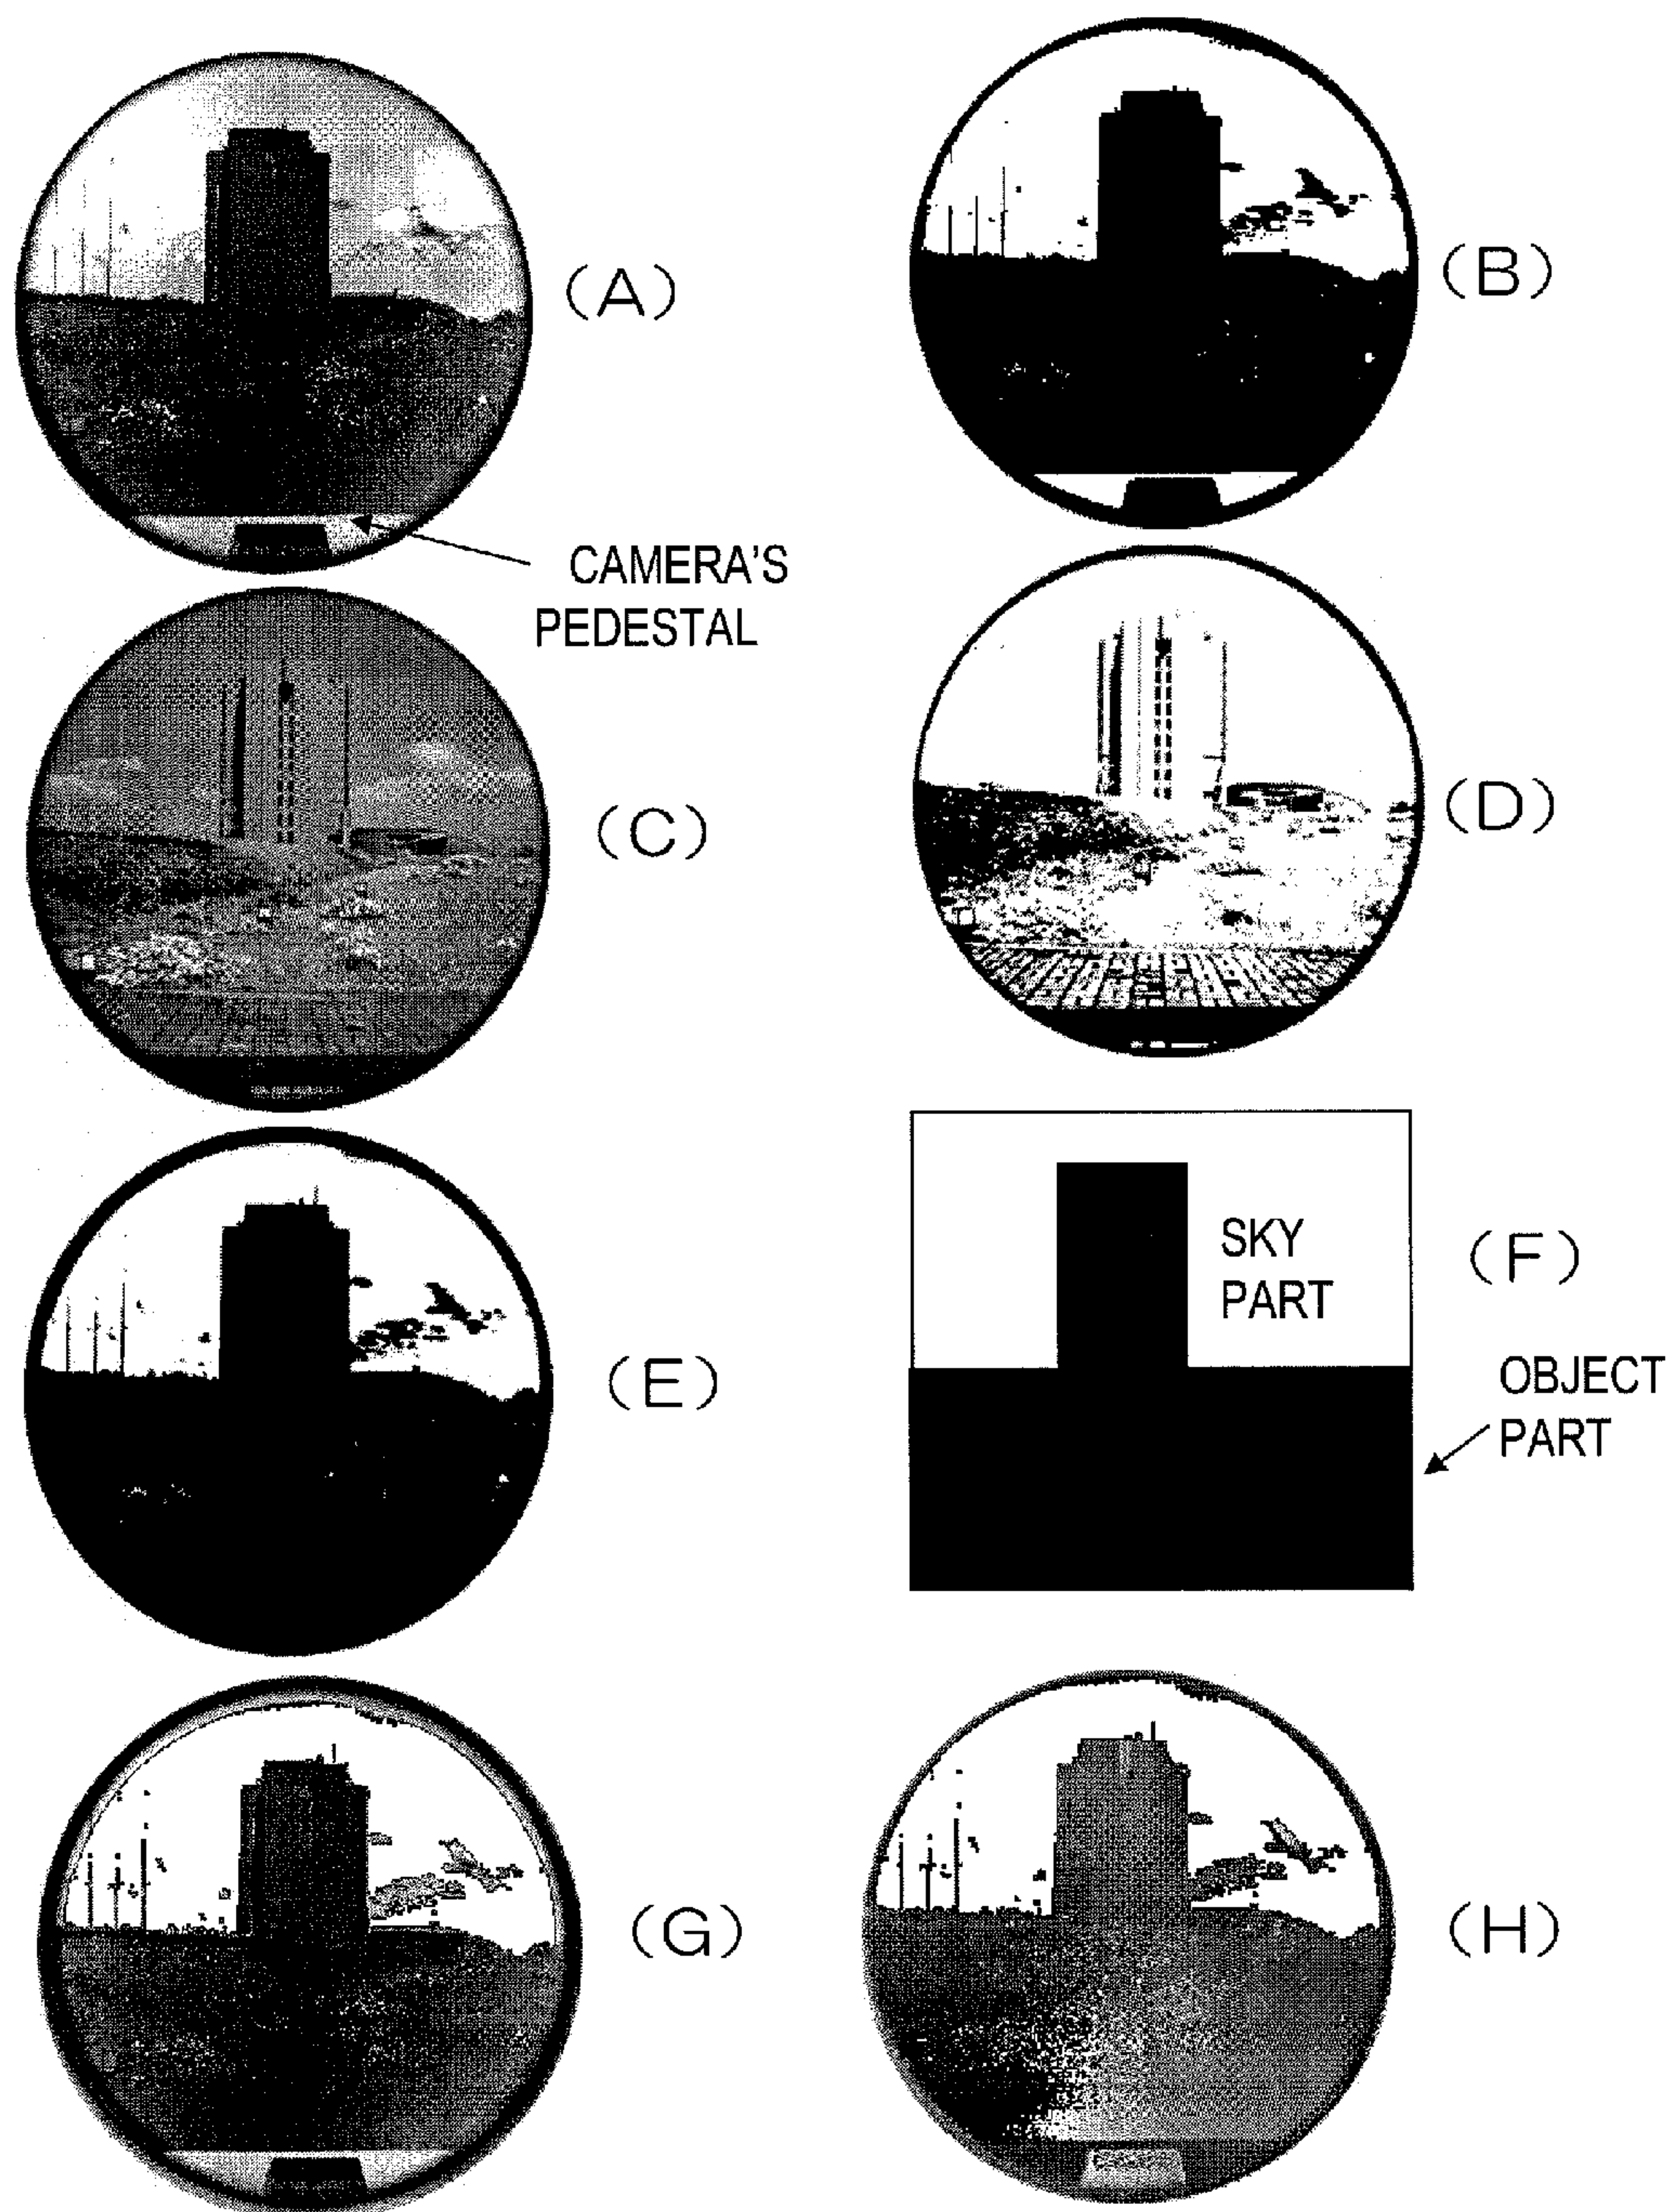 (A)
(B)
CAMERA'S
PEDESTAL
(C)
(D)
(E)
SKY
PART
(F)
OBJECT
PART
(G)
(H)